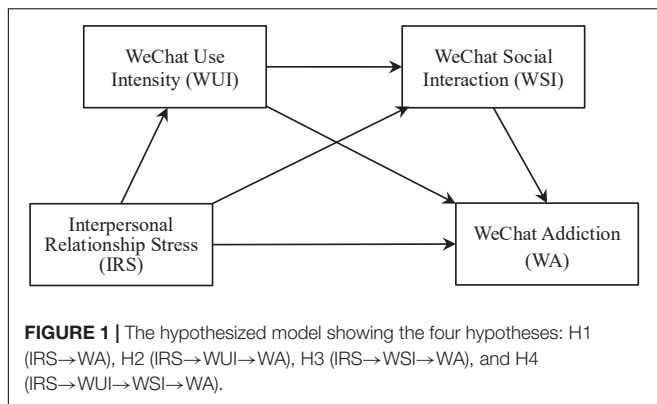 WeChat Use
Intensity (WUI)
WeChat Social
Interaction (WSI)
Interpersonal
Relationship Stress
(IRS)
WeChat Addiction
(WA)
FIGURE 1 | The hypothesized model showing the four hypotheses: H1
(IRS→WA), H2 (IRS→WUI→WA), H3 (IRS→WSI→WA), and H4
(IRS→WUI→WSI→WA).